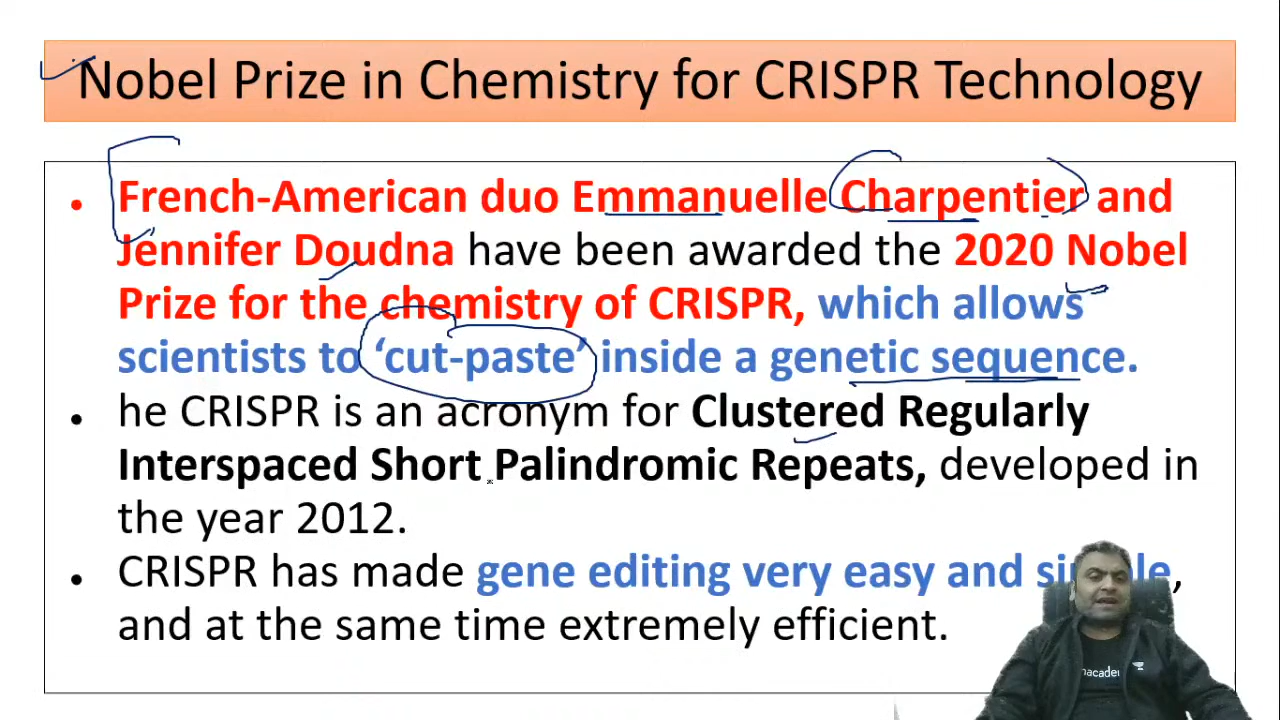 Nobel Prize in Chemistry for CRISPR Technology
• French-American duo Emmanuelle Charpentier and
Jennifer Doudna have been awarded the 2020 Nobel
Prize for the chemistry of CRISPR, which allows
scientists to ‘cut-paste’ inside a genetic sequence.
• he CRISPR is an acronym for Clustered Regularly
Interspaced Short Palindromic Repeats, developed in
the year 2012.
• CRISPR has made gene editing very easy and simple,
and at the same time extremely efficient.